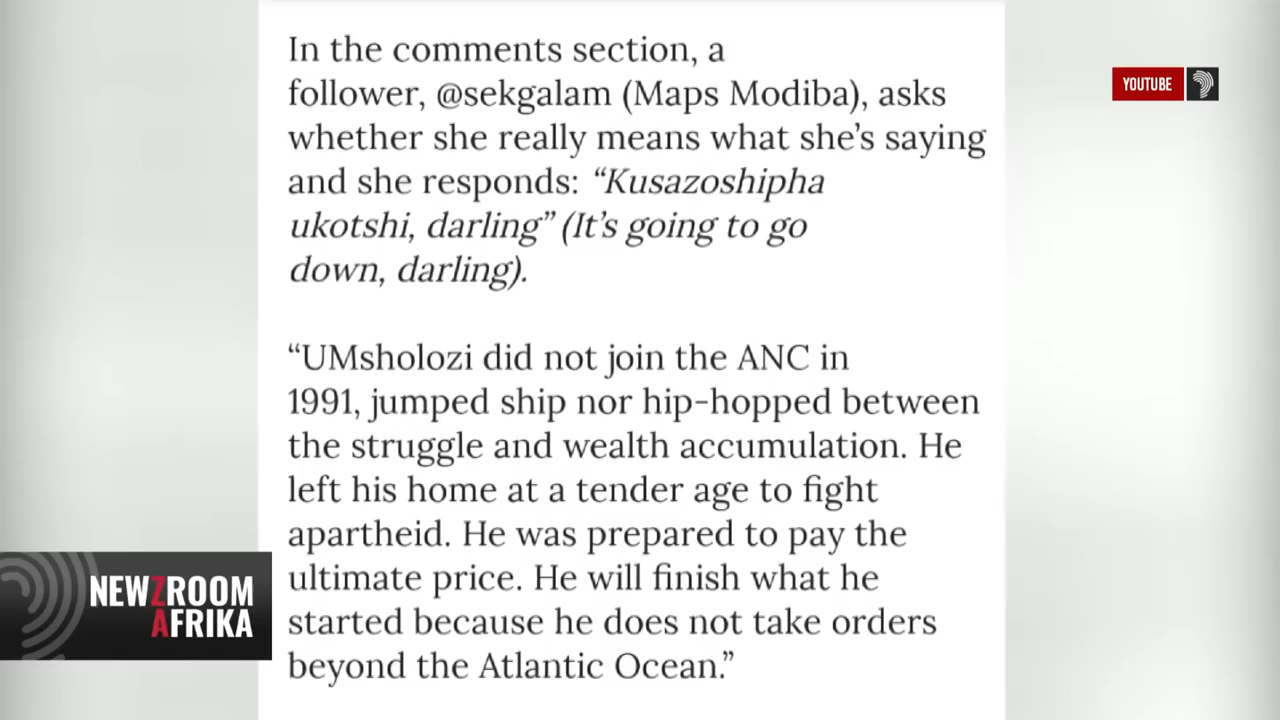 In the comments section, a
follower, @sekgalam (Maps Modiba), asks
whether she really means what she’s saying
and she responds: “Kusazoshipha
ukotshi, darling” (It’s going to go
down, darling).
“UMsholozi did not join the ANC in
1991, jumped ship nor hip-hopped between
the struggle and wealth accumulation. He
left his home at a tender age to fight
apartheid. He was prepared to pay the
ultimate price. He will finish what he
started because he does not take orders
beyond the Atlantic Ocean.”
YOUTUBE
NEWZROOM
AFRIKA